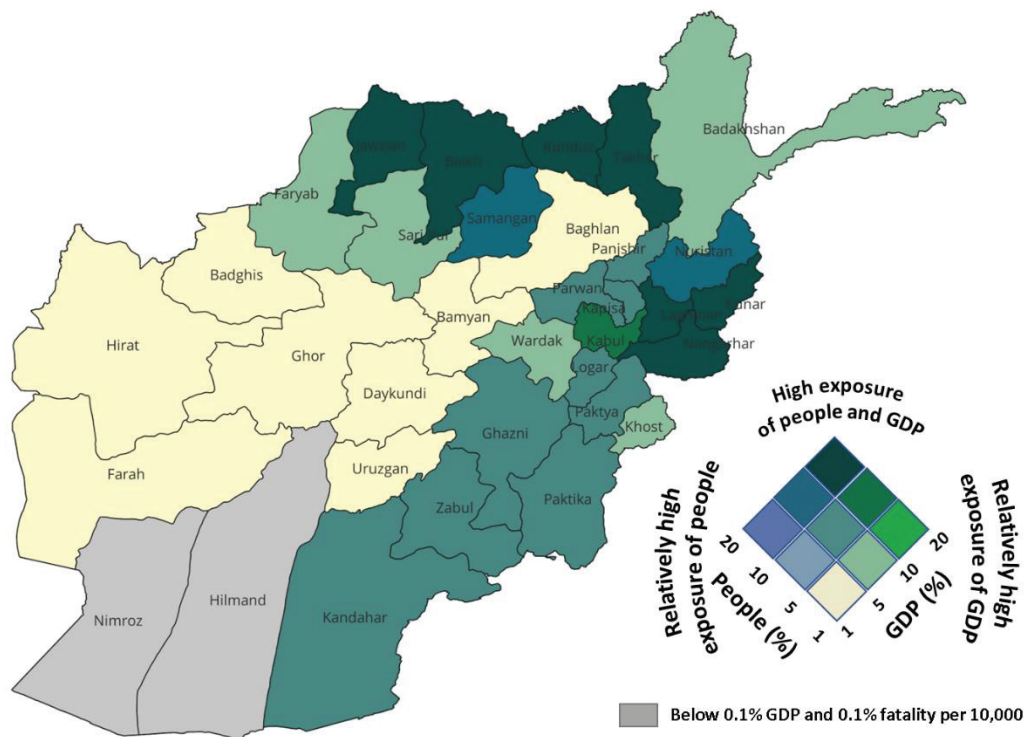 Badakhshan
Jawzjan
Balkh
Kunduz
Takhar
Faryab
Samangan
Sari Pul
Baghlan
Panjshir
Nuristan
Badghis
Parwan
Kunar
Kapisa
Laghman
Bamyan
Hirat
Wardak
Kabul
Nangarhar
Ghor
Logar
Daykundi
Paktya
Khost
Ghazni
Uruzgan
Farah
Zabul
Paktika
Nimroz
Hilmand
Kandahar
High exposure
of people and GDP
Relatively high
exposure of people
Relatively high
exposure of GDP
20
10
5
1
People (%)
1
5
10
20
GDP (%)
Below 0.1% GDP and 0.1% fatality per 10,000